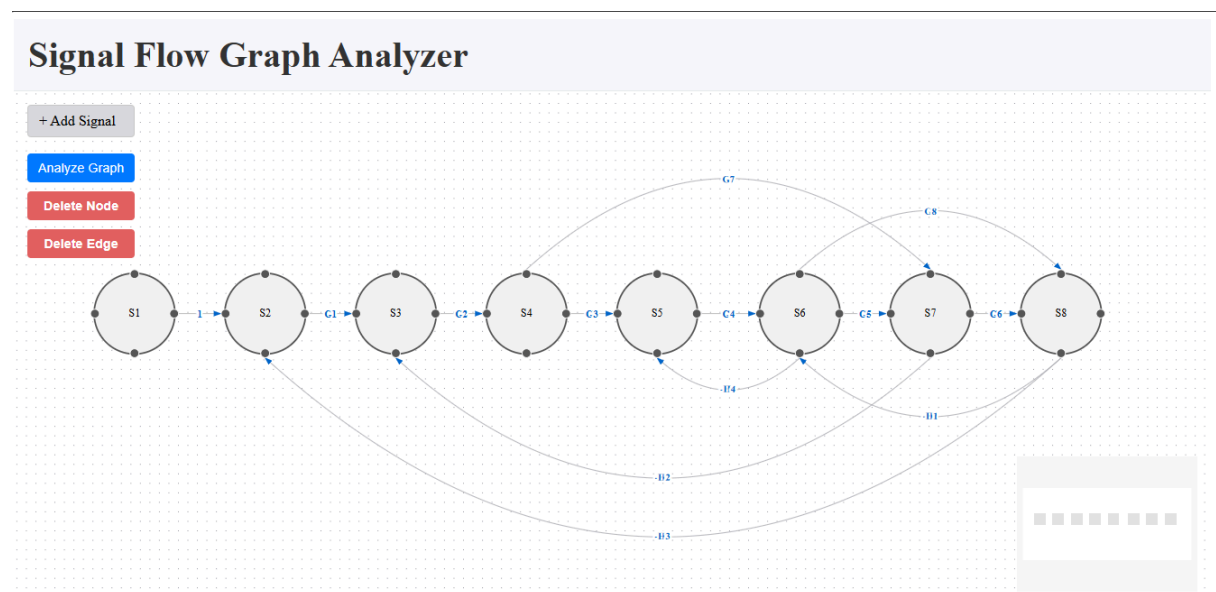 Signal Flow Graph Analyzer
+ Add Signal
Analyze Graph
Delete Node
Delete Edge
G7
G8
S1 1 S2 G1 S3 G2 S4 G3 S5 G4 S6 G5 S7 G6 S8
-H4
-H1
-H2
-H3